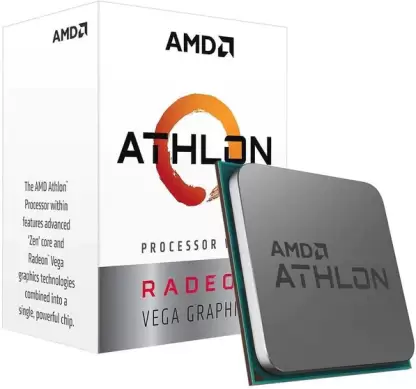 AMD
The AMD Athlon™
Processor within
features advanced
'Zen' core and
Radeon Vega
graphics technologies
combined into a
single, powerful chip.
AMD
ATHLON
PROCESSOR
RADEO
VEGA GRAPHI
AMD
ATHLON